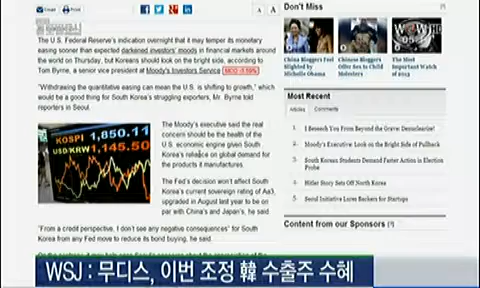 Email Print
A A
The U.S. Federal Reserve's indication overnight that it may temper its monetary
easing sooner than expected darkened investors' moods in financial markets around
the world on Thursday, but Koreans should look on the bright side, according to
Tom Byrne, a senior vice president at Moody's Investors Service
"Withdrawing the quantitative easing can mean the U.S. is shifting to growth," which
would be a good thing for South Korea's struggling exporters, Mr. Byrne told
reporters in Seoul.
KOSPI 1,850.11
USD/KRW 1,145.50
The Moody's executive said the real
concern should be the health of the
U.S. economic engine given South
Korea's reliance on global demand for
the products it manufactures.
The Fed's decision won't affect South
Korea's current sovereign rating of Aa3,
upgraded in August last year to be on
par with China's and Japan's, he said.
"From a credit perspective, I don't see any negative consequences" for South
Korea from any Fed move to reduce its bond buying, he said.
Don't Miss
China Bloggers Feel
Slighted by
Michelle Obama
Chinese Bloggers
Offer Sex to Child
Molesters
The Most
Important Watch of
2013
Most Recent
Articles Comments
1. I Beseech You From Beyond the Grave: Denuclearize!
2. Moody's Executive: Look on the Bright Side of Pullback
3. South Korean Students Demand Faster Action in Election
Probe
4. Hitler Story Sets Off North Korea
5. Seoul Initiative Lures Backers for Startups
Content from our Sponsors [?]
WSJ : 무디스, 이번 조정 韓 수출주 수혜